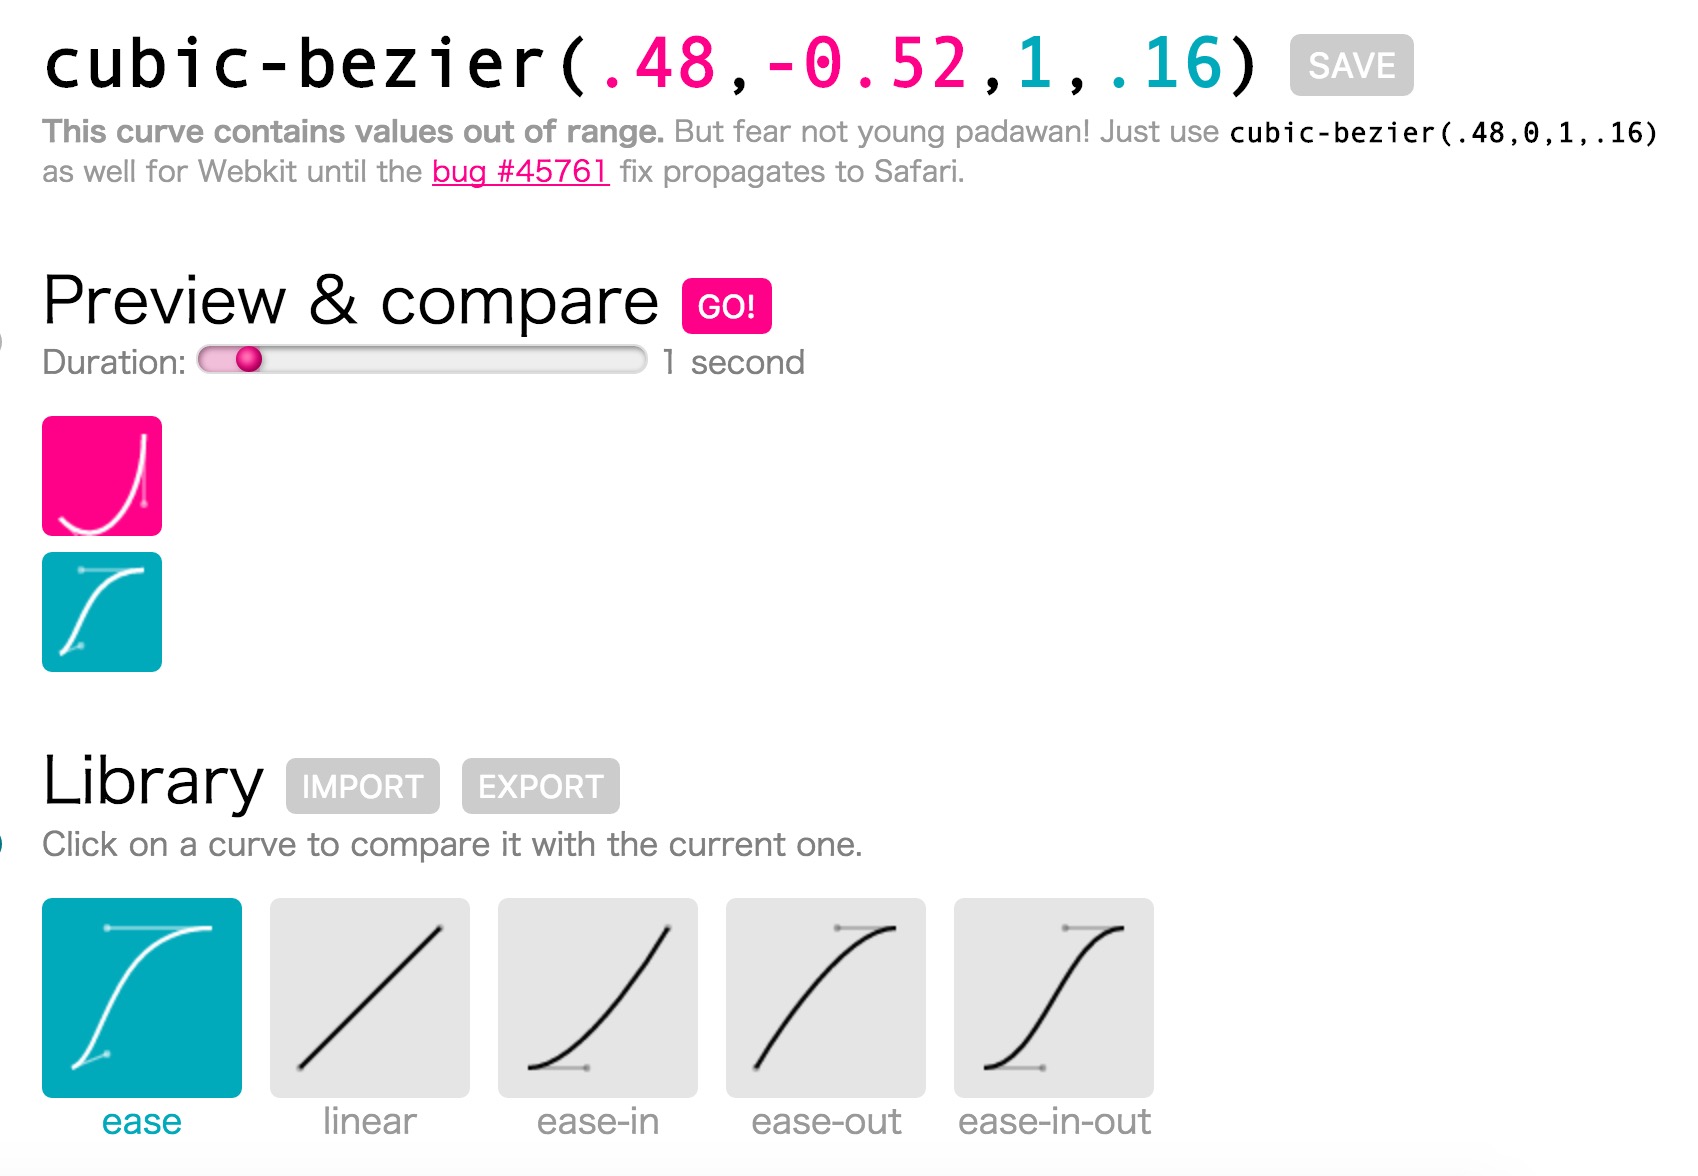 cubic-bezier(.48,-0.52,1,.16) SAVE
This curve contains values out of range. But fear not young padawan! Just use cubic-bezier(.48,0,1,.16)
as well for Webkit until the bug #45761 fix propagates to Safari.
Preview & compare GO!
Duration: 1 second
Library IMPORT EXPORT
Click on a curve to compare it with the current one.
ease linear ease-in ease-out ease-in-out